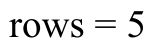 rows = 5